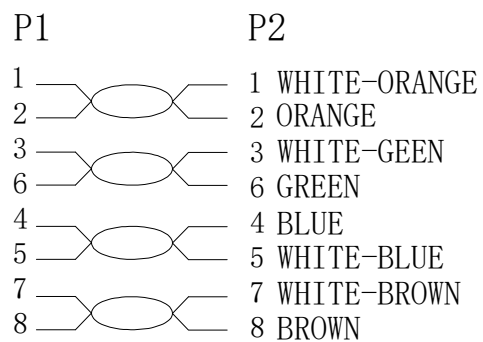 P1 P2
1 1 WHITE-ORANGE
2 2 ORANGE
3 3 WHITE-GEEN
6 6 GREEN
4 4 BLUE
5 5 WHITE-BLUE
7 7 WHITE-BROWN
8 8 BROWN